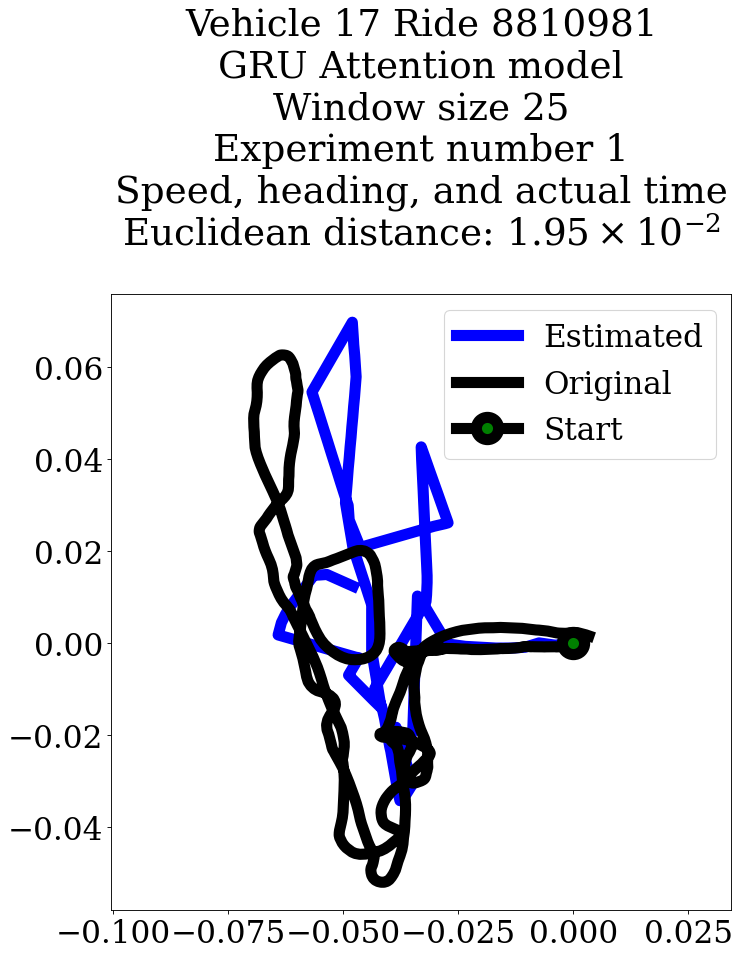 Vehicle 17 Ride 8810981
GRU Attention model
Window size 25
Experiment number 1
Speed, heading, and actual time
Euclidean distance: 1.95 × 10⁻²
Estimated
Original
Start
0.06
0.04
0.02
0.00
−0.02
−0.04
−0.100 −0.075 −0.050 −0.025 0.000 0.025